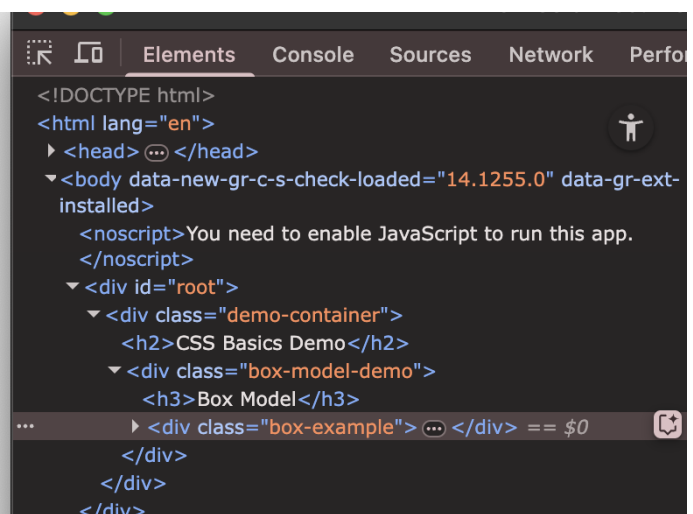 Elements Console Sources Network Perfor
<!DOCTYPE html>
<html lang="en">
<head> ••• </head>
<body data-new-gr-c-s-check-loaded="14.1255.0" data-gr-ext-
installed>
<noscript>You need to enable JavaScript to run this app.
</noscript>
<div id="root">
<div class="demo-container">
<h2>CSS Basics Demo</h2>
<div class="box-model-demo">
<h3>Box Model</h3>
••• <div class="box-example"> ••• </div> == $0
</div>
</div>
</div>